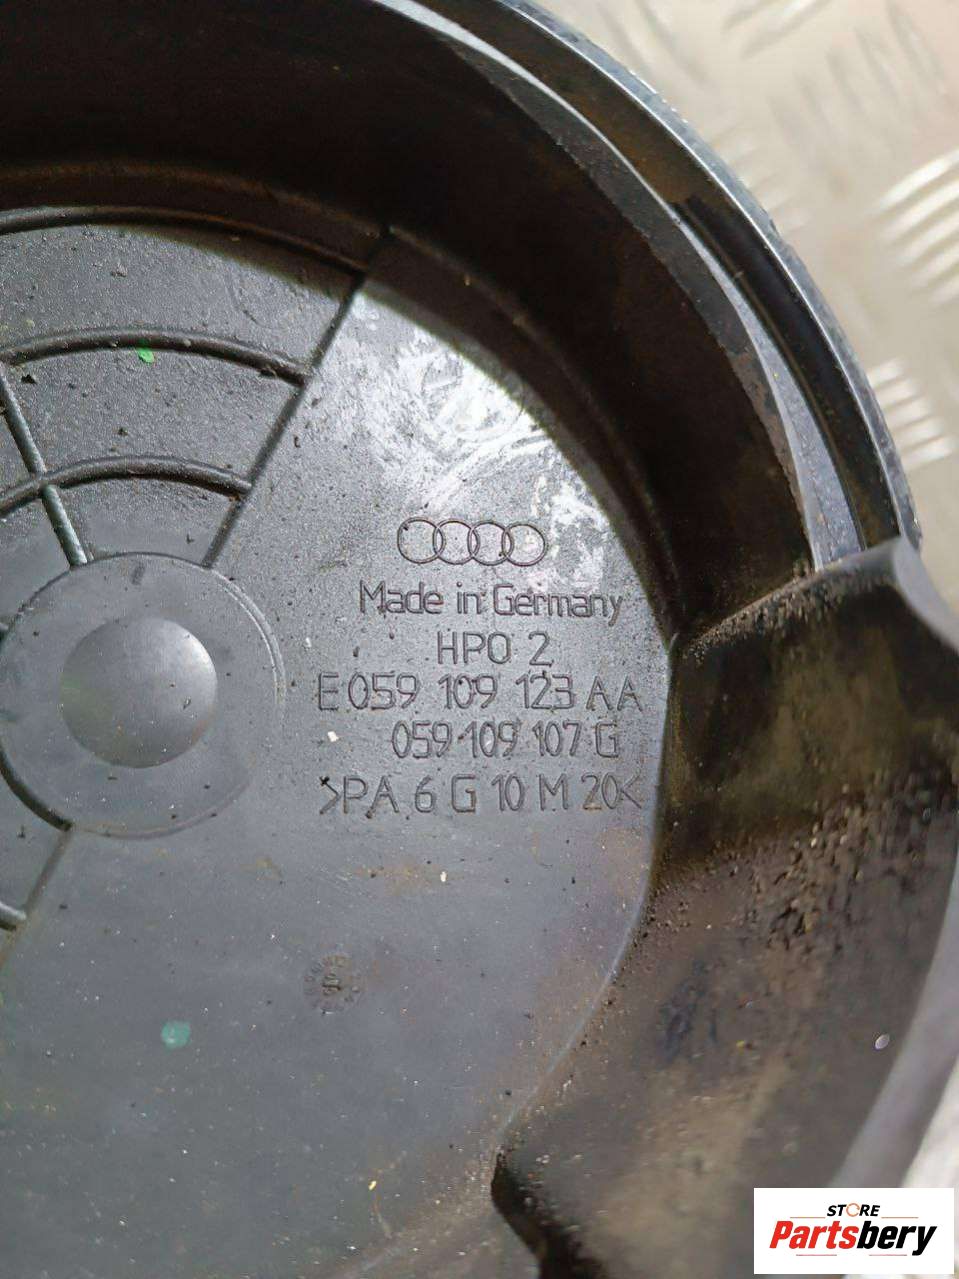 Made in Germany
HPO 2
E 059 109 123 AA
059 109 107 G
>PA 6 G 10 M 20<
STORE
Partsbery